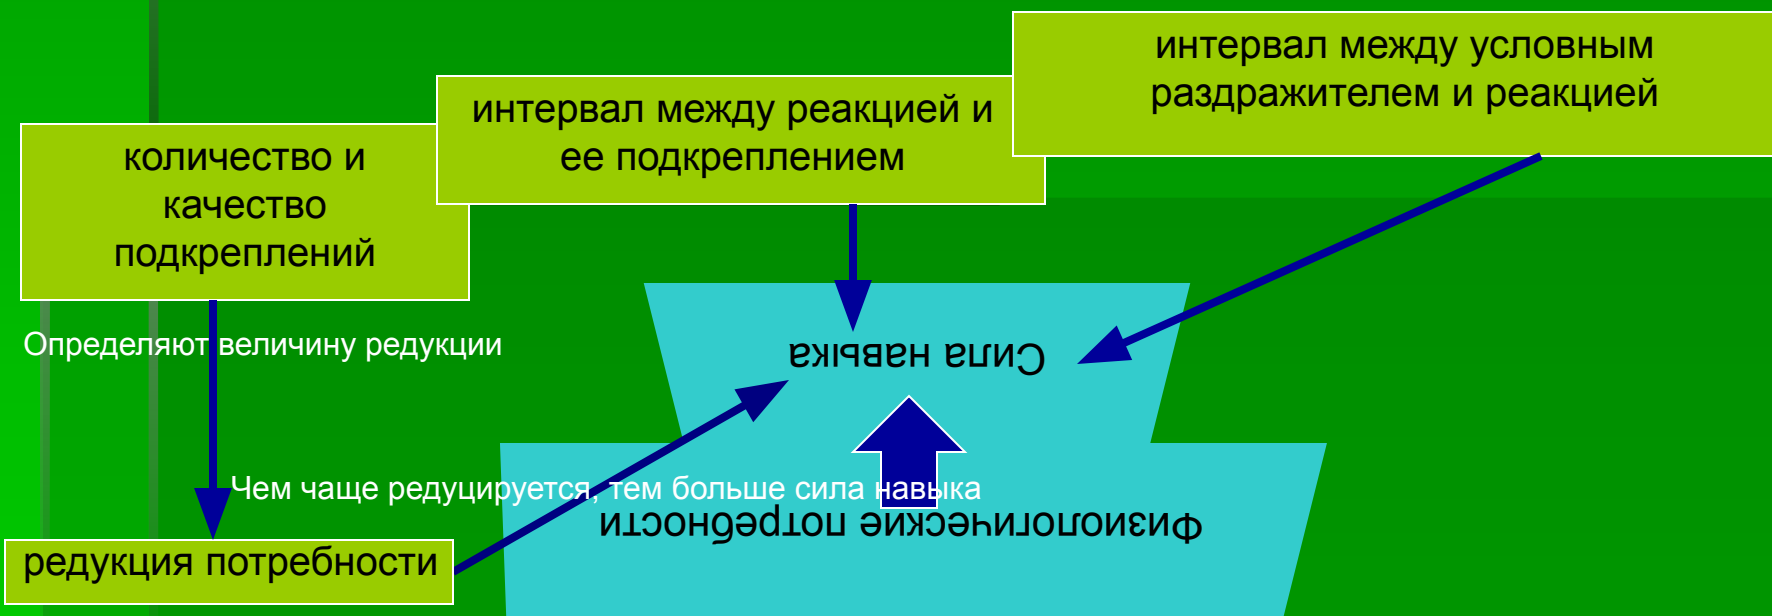 интервал между условным
раздражителем и реакцией
интервал между реакцией и
ее подкреплением
количество и
качество
подкреплений
Определяют величину редукции
Сила навыка
Чем чаще редуцируется, тем больше сила навыка
Физиологические потребности
редукция потребности